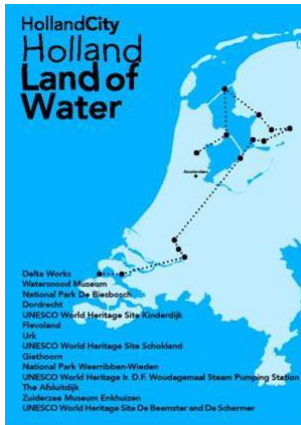 HollandCity
Holland
Land of
Water
Amsterdam
Delta Works
Watersnood Museum
National Park De Biesbosch
Dordrecht
UNESCO World Heritage Site Kinderdijk
Flevoland
Urk
UNESCO World Heritage Site Schokland
Giethoorn
National Park Weerribben-Wieden
UNESCO World Heritage Ir. D.F. Woudagemaal Steam Pumping Station
The Afsluitdijk
Zuiderzee Museum Enkhuizen
UNESCO World Heritage Site De Beemster and De Schermer